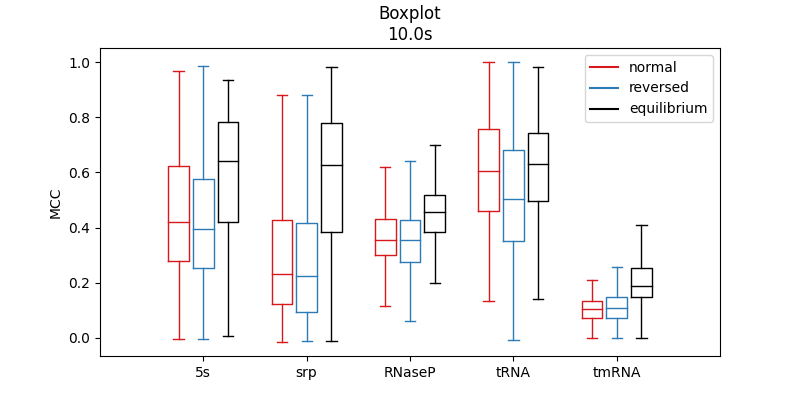 Boxplot
10.0s
MCC
1.0
0.8
0.6
0.4
0.2
0.0
normal
reversed
equilibrium
5s
srp
RNaseP
tRNA
tmRNA